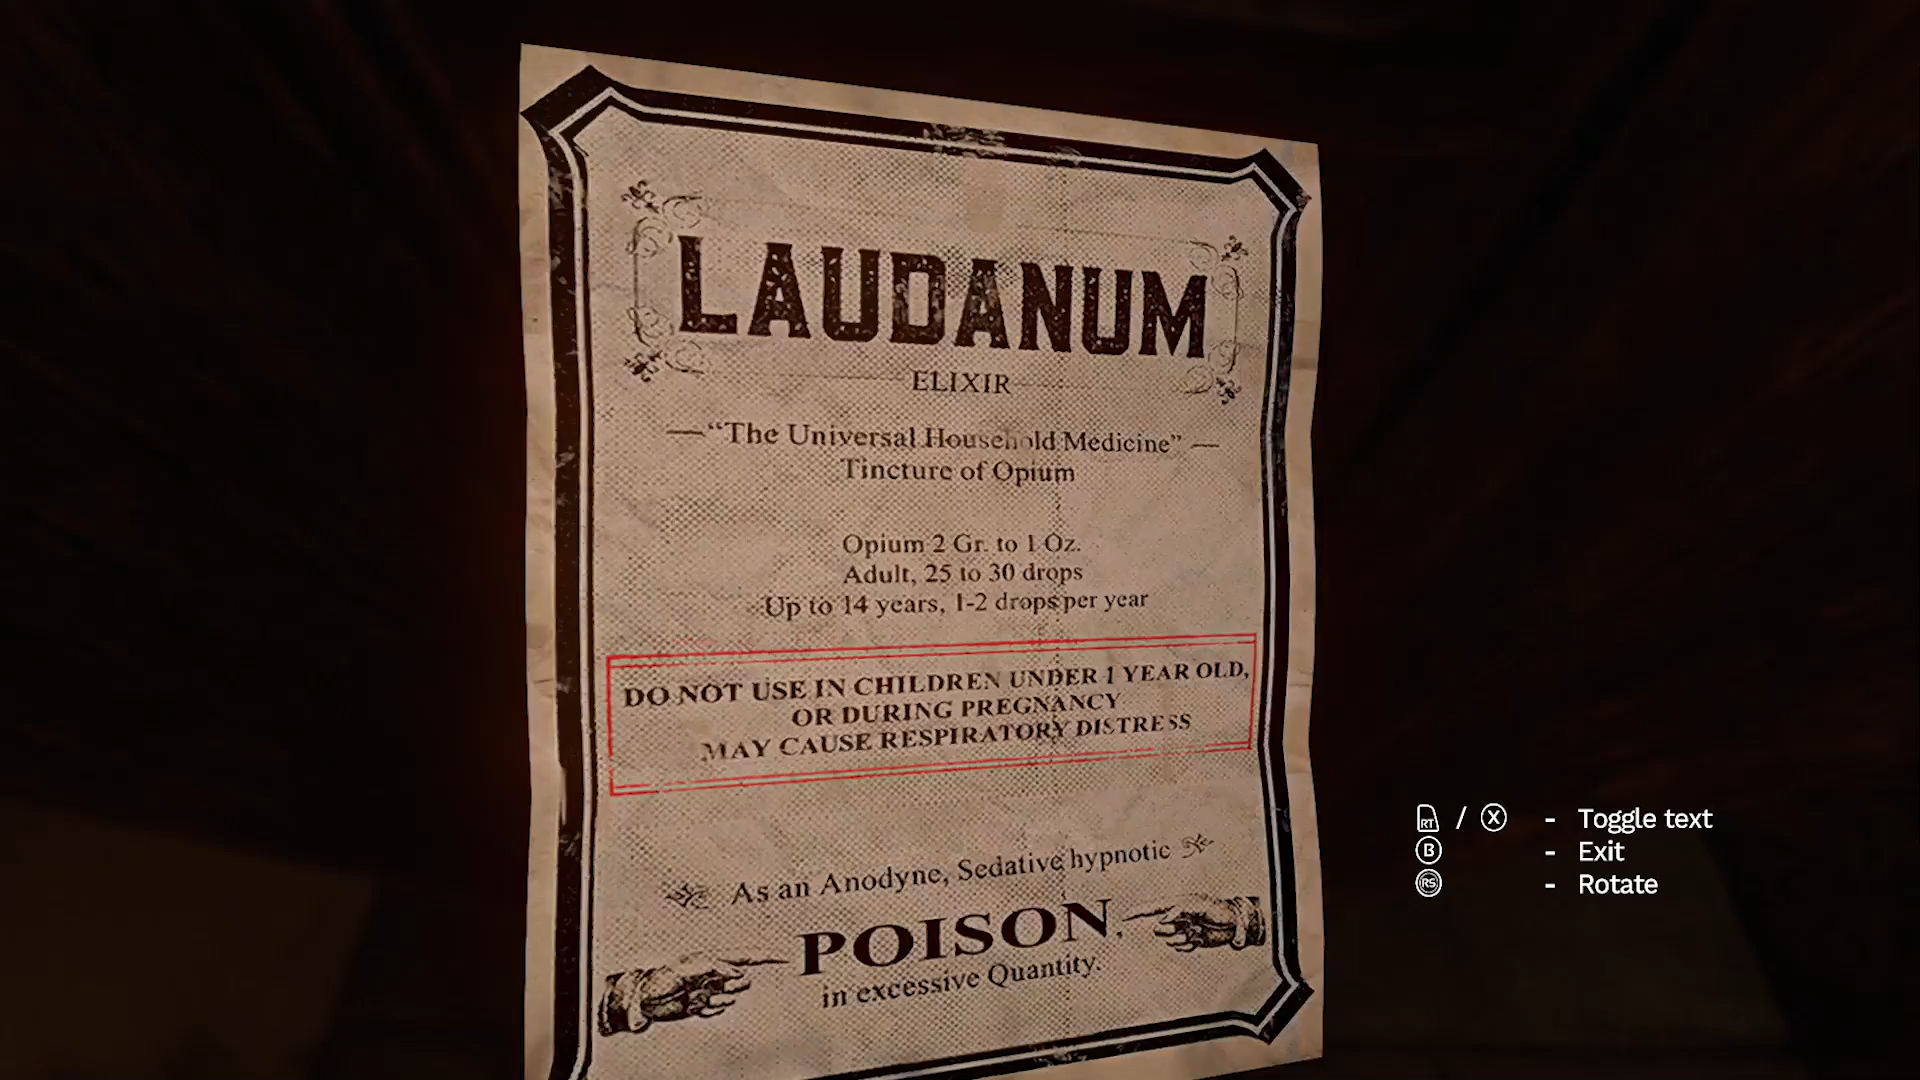 LAUDANUM
ELIXIR
—“The Universal Household Medicine” —
Tincture of Opium
Opium 2 Gr. to 1 Oz.
Adult, 25 to 30 drops
Up to 14 years, 1-2 drops per year
DO NOT USE IN CHILDREN UNDER 1 YEAR OLD,
OR DURING PREGNANCY
MAY CAUSE RESPIRATORY DISTRESS
As an Anodyne, Sedative hypnotic
POISON.
in excessive Quantity.
RT / X - Toggle text
B - Exit
RS - Rotate